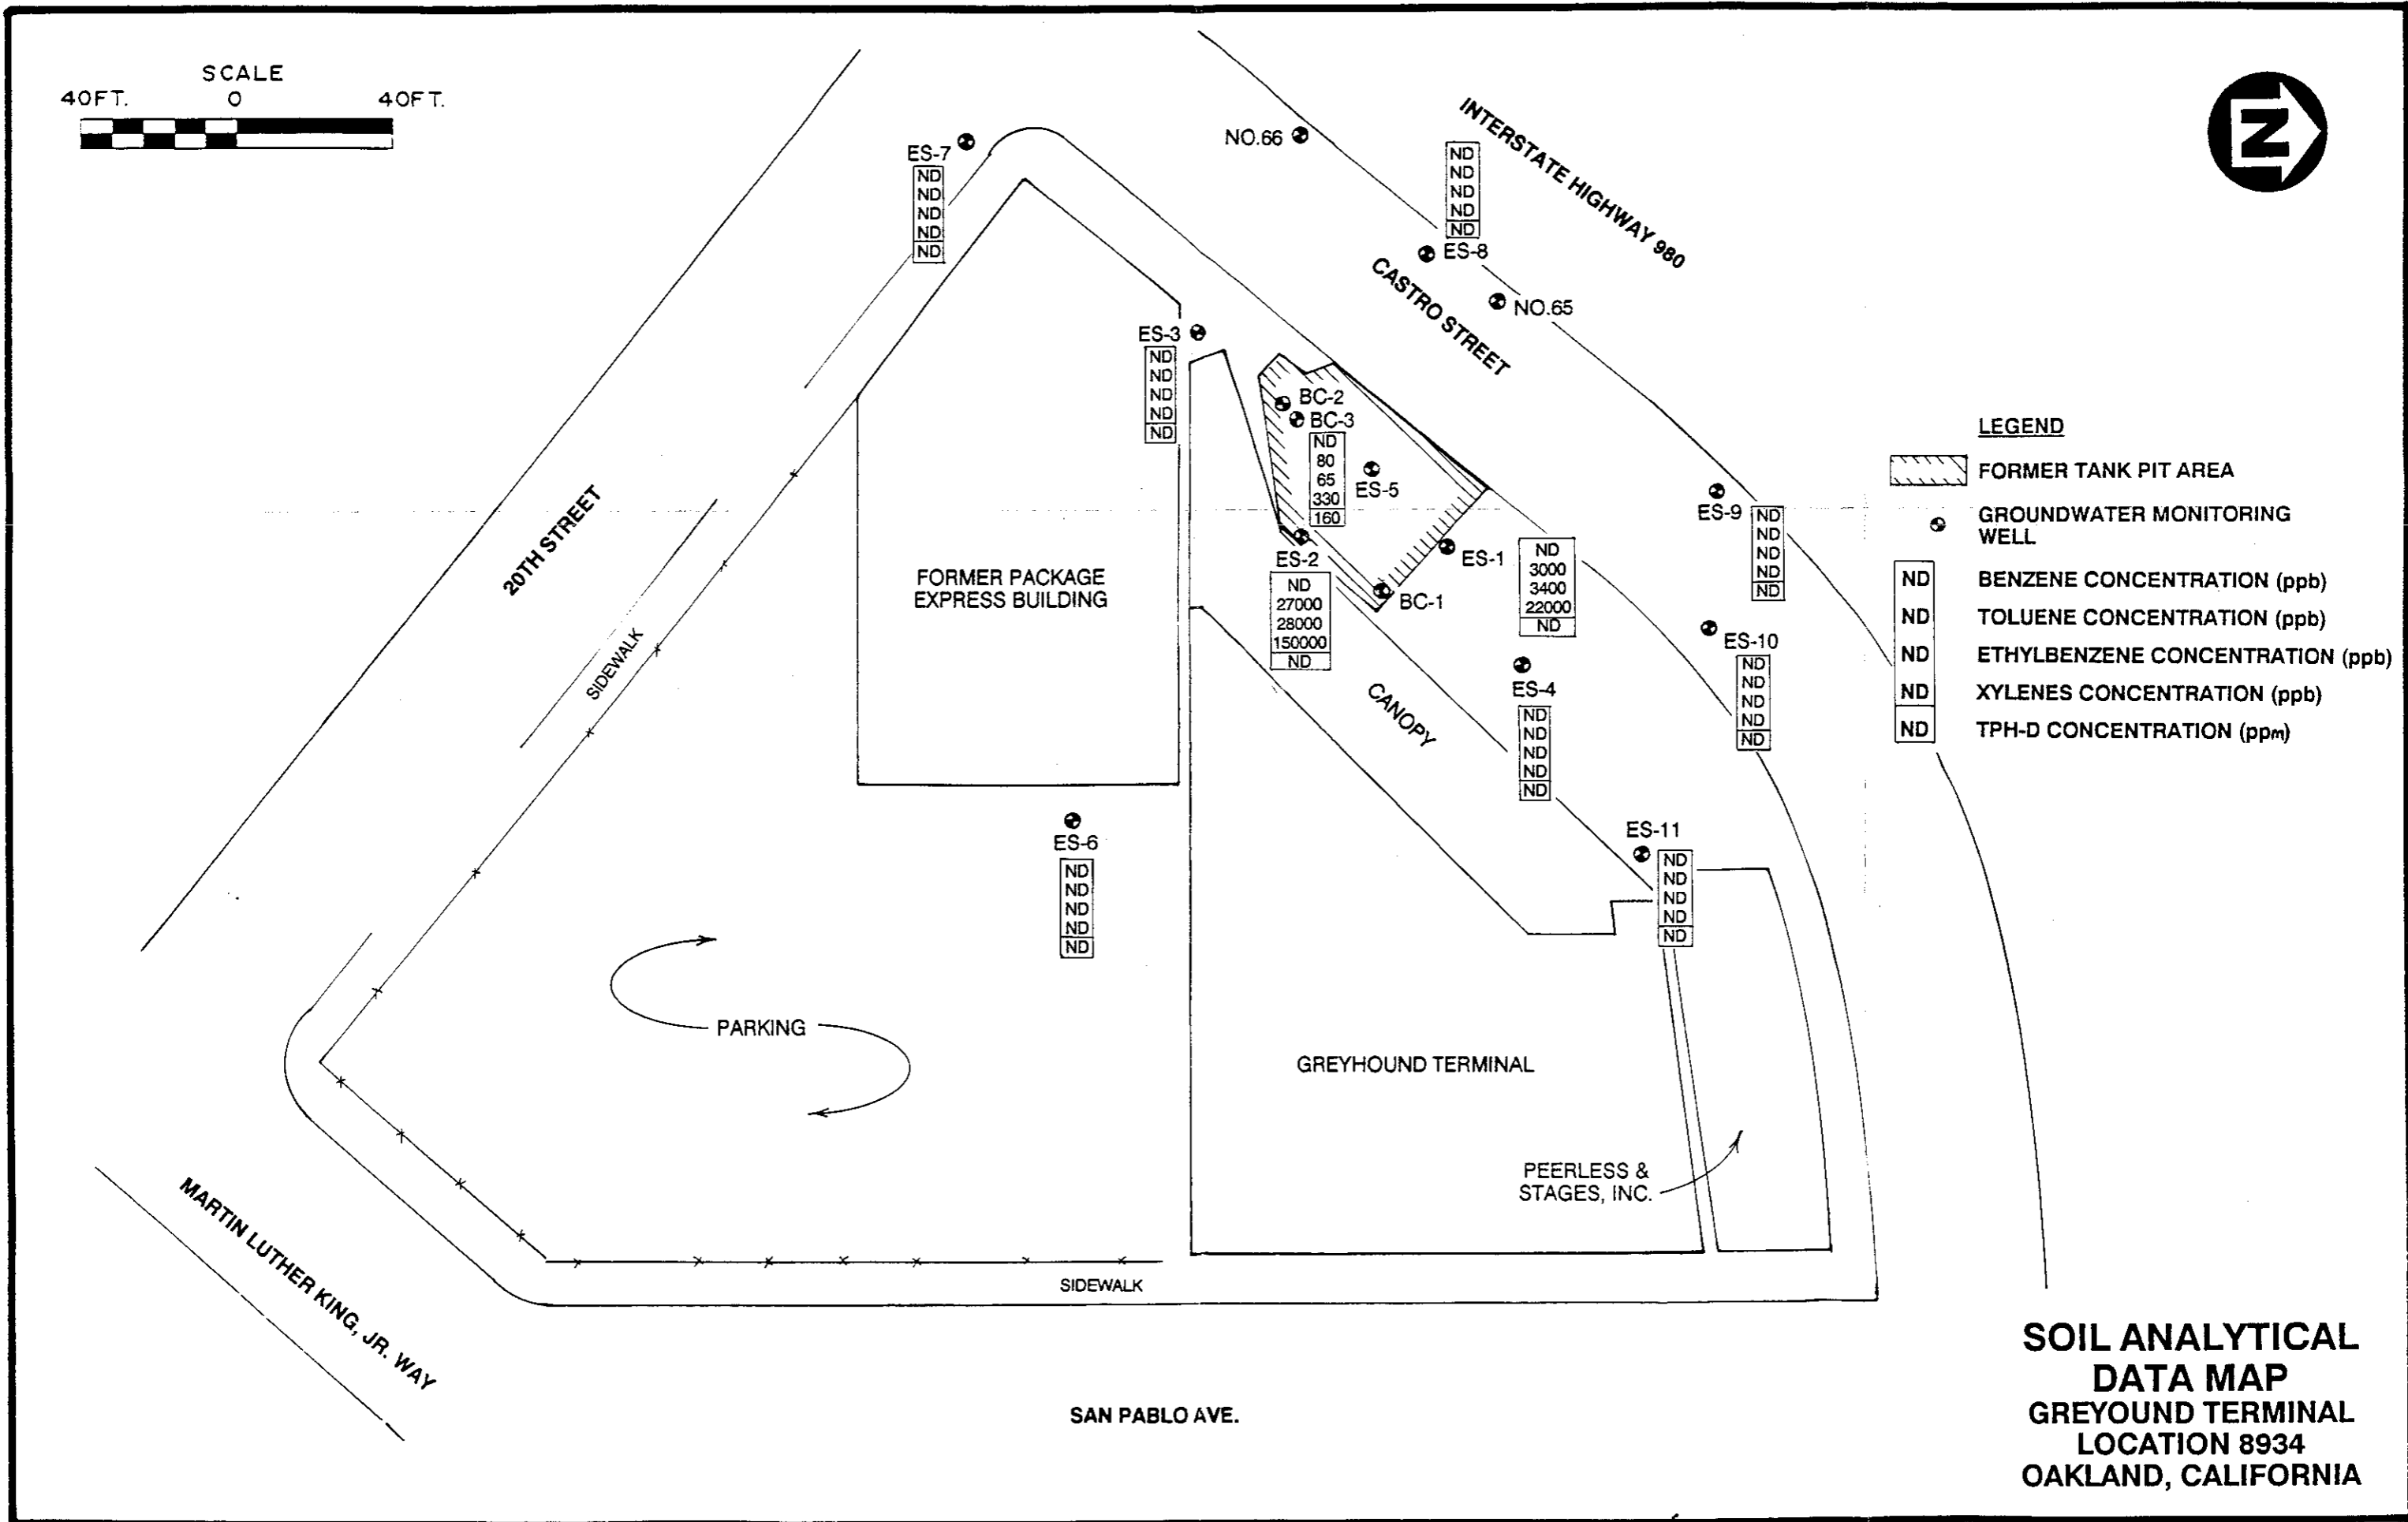 SCALE
40FT. 0 40FT.
N
ES-7
ND
ND
ND
ND
ND
NO.66
INTERSTATE HIGHWAY 980
ND
ND
ND
ND
ND
ES-8
NO.65
CASTRO STREET
ES-3
ND
ND
ND
ND
ND
BC-2
BC-3
ND
80
65
330
160
ES-5
ES-2
ND
27000
28000
150000
ND
BC-1
ES-1
ND
3000
3400
22000
ND
ES-9
ND
ND
ND
ND
ND
ES-10
ND
ND
ND
ND
ND
ES-4
ND
ND
ND
ND
ND
CANOPY
ES-11
ND
ND
ND
ND
ND
20TH STREET
SIDEWALK
FORMER PACKAGE
EXPRESS BUILDING
ES-6
ND
ND
ND
ND
ND
PARKING
GREYHOUND TERMINAL
PEERLESS &
STAGES, INC.
SIDEWALK
MARTIN LUTHER KING, JR. WAY
SAN PABLO AVE.
LEGEND
FORMER TANK PIT AREA
GROUNDWATER MONITORING
WELL
ND BENZENE CONCENTRATION (ppb)
ND TOLUENE CONCENTRATION (ppb)
ND ETHYLBENZENE CONCENTRATION (ppb)
ND XYLENES CONCENTRATION (ppb)
ND TPH-D CONCENTRATION (ppm)
SOIL ANALYTICAL
DATA MAP
GREYOUND TERMINAL
LOCATION 8934
OAKLAND, CALIFORNIA